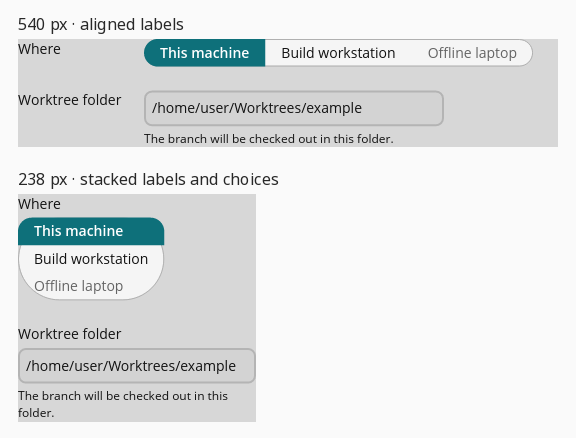 540 px · aligned labels
Where
This machine
Build workstation
Offline laptop
Worktree folder
/home/user/Worktrees/example
The branch will be checked out in this folder.
238 px · stacked labels and choices
Where
This machine
Build workstation
Offline laptop
Worktree folder
/home/user/Worktrees/example
The branch will be checked out in this
folder.